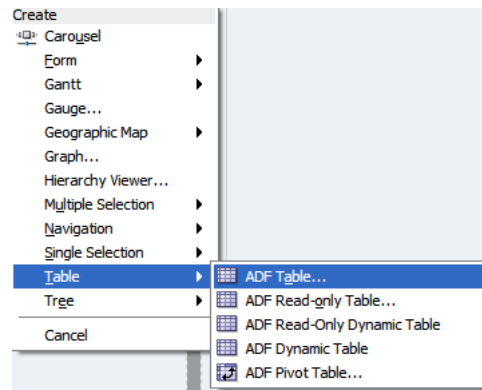 Create
Carousel
Form
Gantt
Gauge...
Geographic Map
Graph...
Hierarchy Viewer...
Multiple Selection
Navigation
Single Selection
Table
Tree
Cancel
ADF Table...
ADF Read-only Table...
ADF Read-Only Dynamic Table
ADF Dynamic Table
ADF Pivot Table...